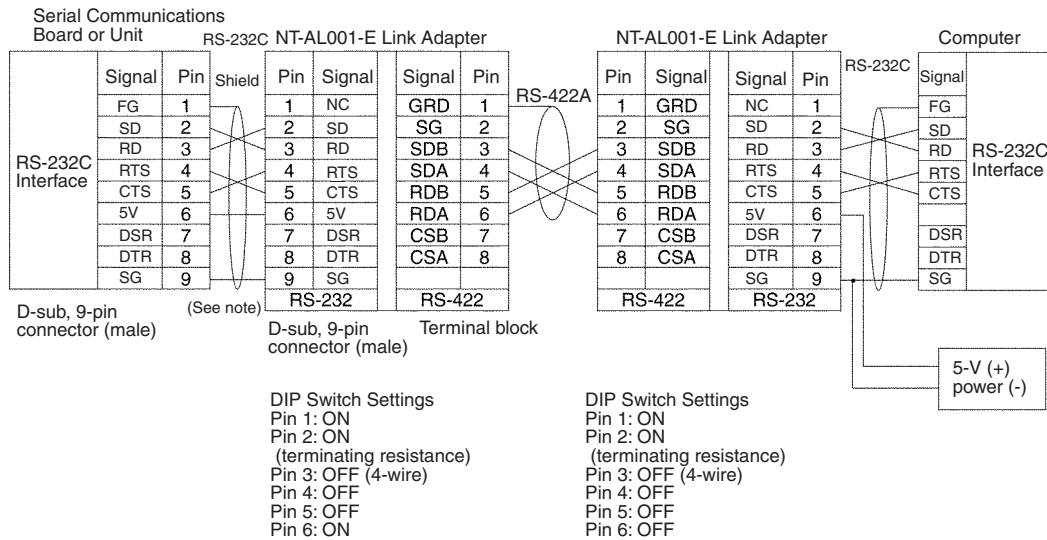 Serial Communications
Board or Unit
RS-232C
NT-AL001-E Link Adapter
NT-AL001-E Link Adapter
Computer
Signal Pin Shield Pin Signal Signal Pin RS-422A Pin Signal Signal Pin RS-232C Signal
FG 1 1 NC GRD 1 1 GRD NC 1 FG
SD 2 2 SD SG 2 2 SG SD 2 SD
RD 3 3 RD SDB 3 3 SDB RD 3 RD
RS-232C
Interface
RS-232C
Interface
RTS 4 4 RTS SDA 4 4 SDA RTS 4 RTS
CTS 5 5 CTS RDB 5 5 RDB CTS 5 CTS
5V 6 6 5V RDA 6 6 RDA 5V 6
DSR 7 7 DSR CSB 7 7 CSB DSR 7 DSR
DTR 8 8 DTR CSA 8 8 CSA DTR 8 DTR
SG 9 9 SG SG 9 SG
RS-232 RS-422 RS-422 RS-232
D-sub, 9-pin
connector (male)
(See note)
D-sub, 9-pin
connector (male)
Terminal block
5-V (+)
power (-)
DIP Switch Settings
Pin 1: ON
Pin 2: ON
(terminating resistance)
Pin 3: OFF (4-wire)
Pin 4: OFF
Pin 5: OFF
Pin 6: ON
DIP Switch Settings
Pin 1: ON
Pin 2: ON
(terminating resistance)
Pin 3: OFF (4-wire)
Pin 4: OFF
Pin 5: OFF
Pin 6: OFF